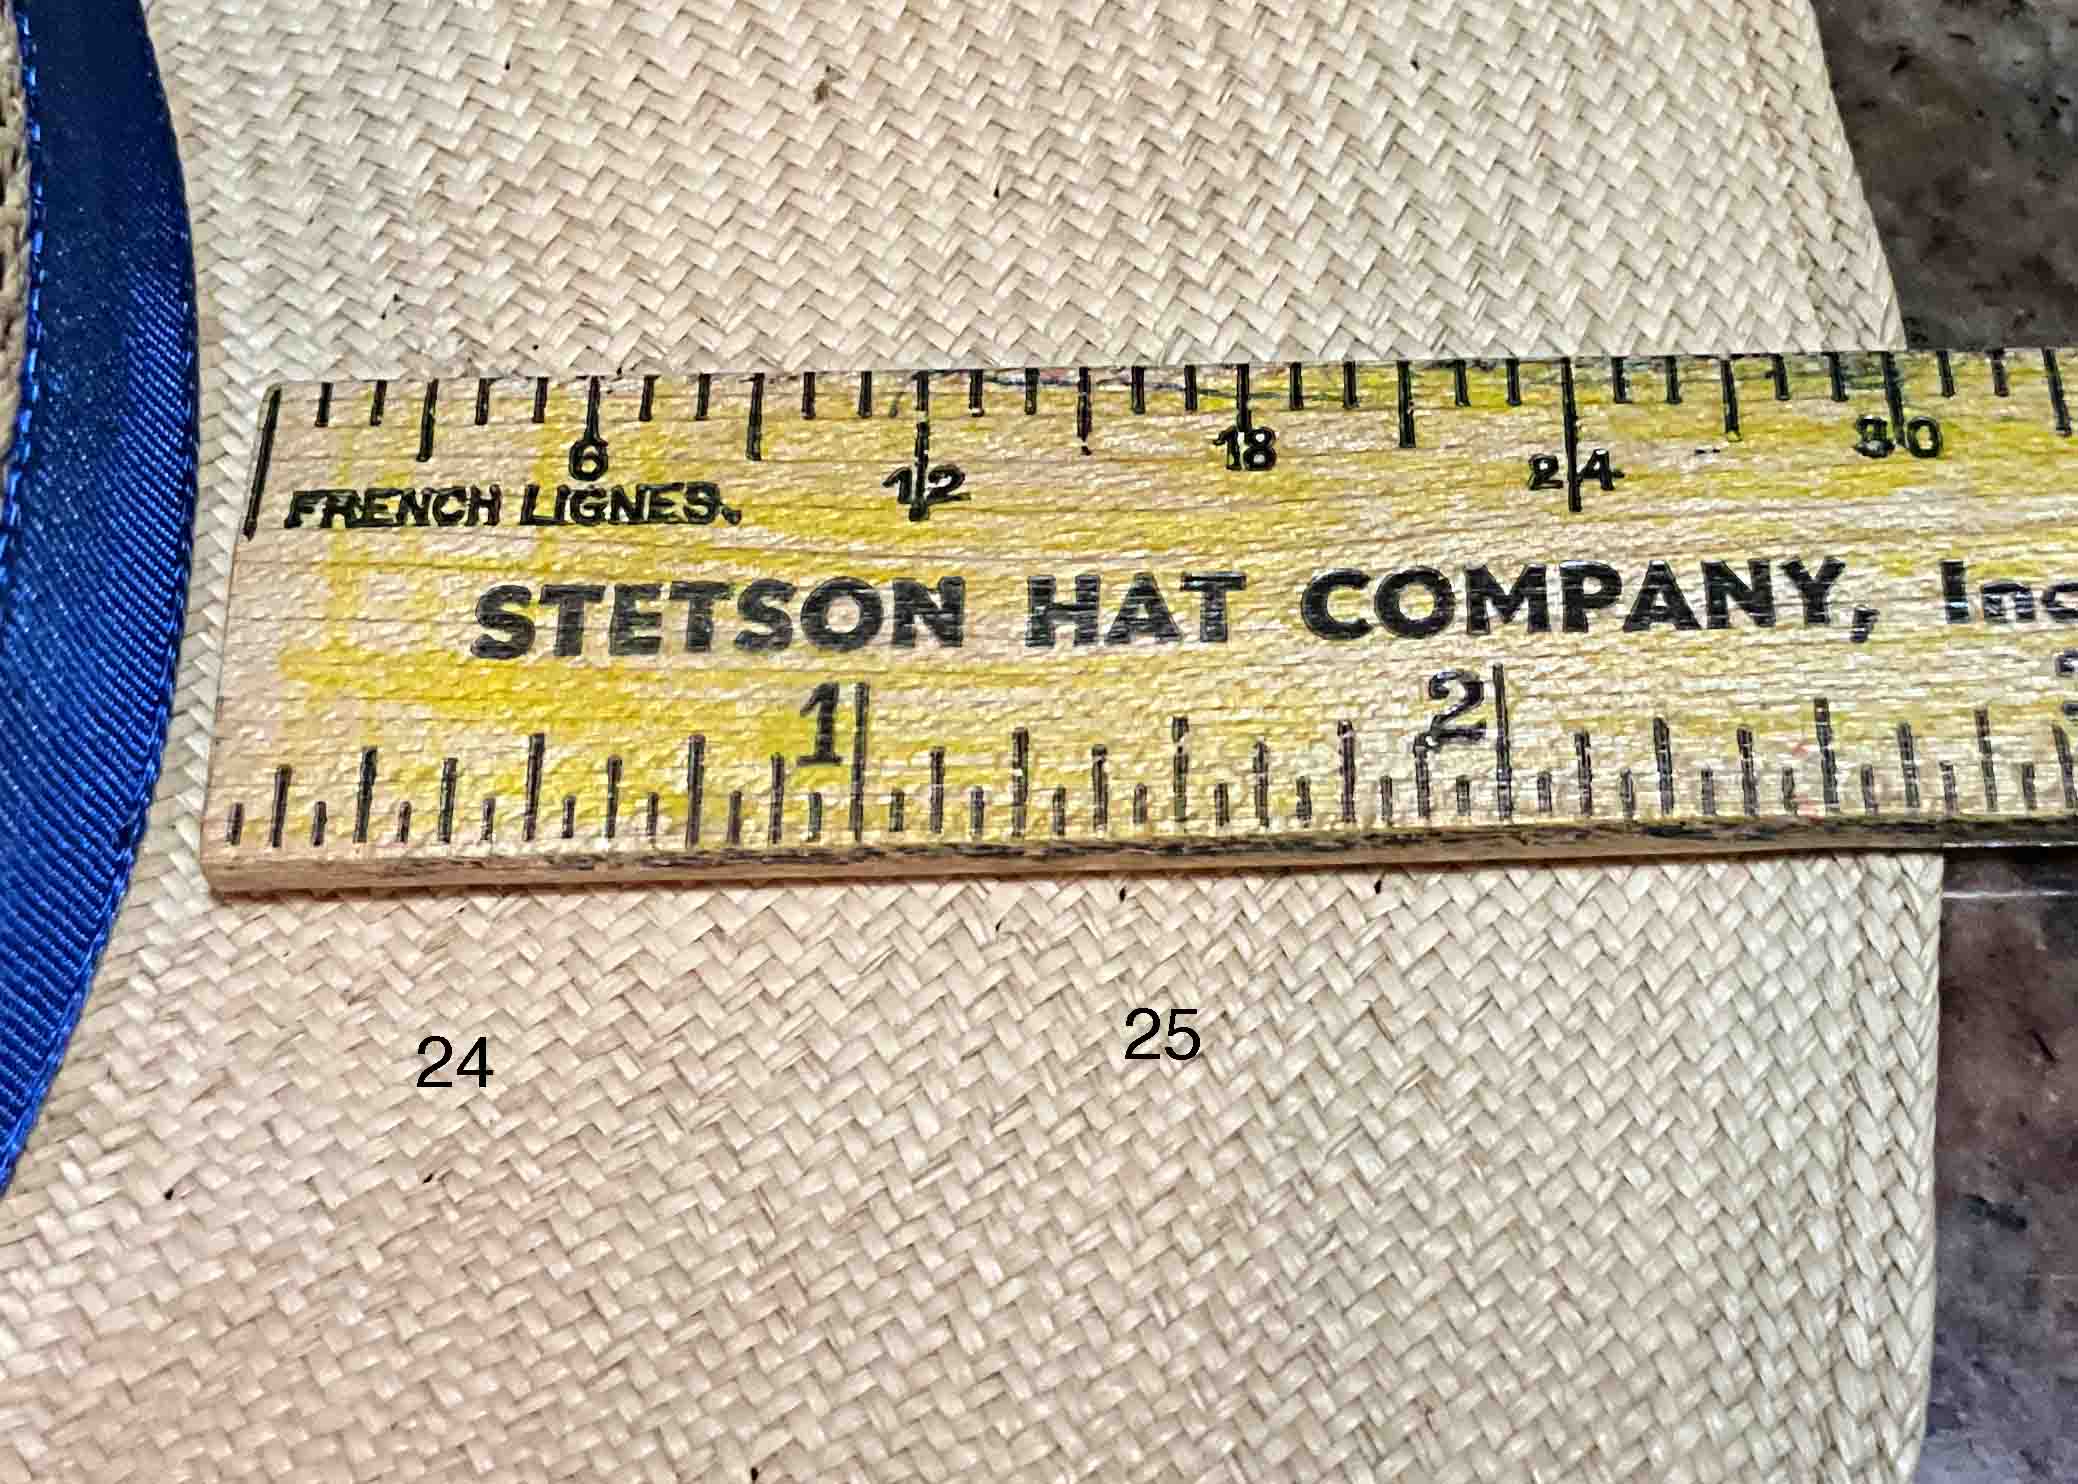 6 12 18 24 30
FRENCH LIGNES.
STETSON HAT COMPANY, Inc
1 2
24 25